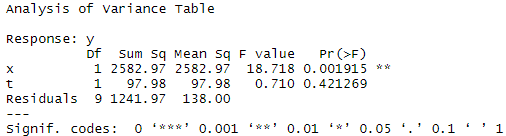 Analysis of Variance Table
Response: y
Df Sum Sq Mean Sq F value Pr(>F)
x 1 2582.97 2582.97 18.718 0.001915 **
t 1 97.98 97.98 0.710 0.421269
Residuals 9 1241.97 138.00
---
Signif. codes: 0 ‘***’ 0.001 ‘**’ 0.01 ‘*’ 0.05 ‘.’ 0.1 ‘ ’ 1